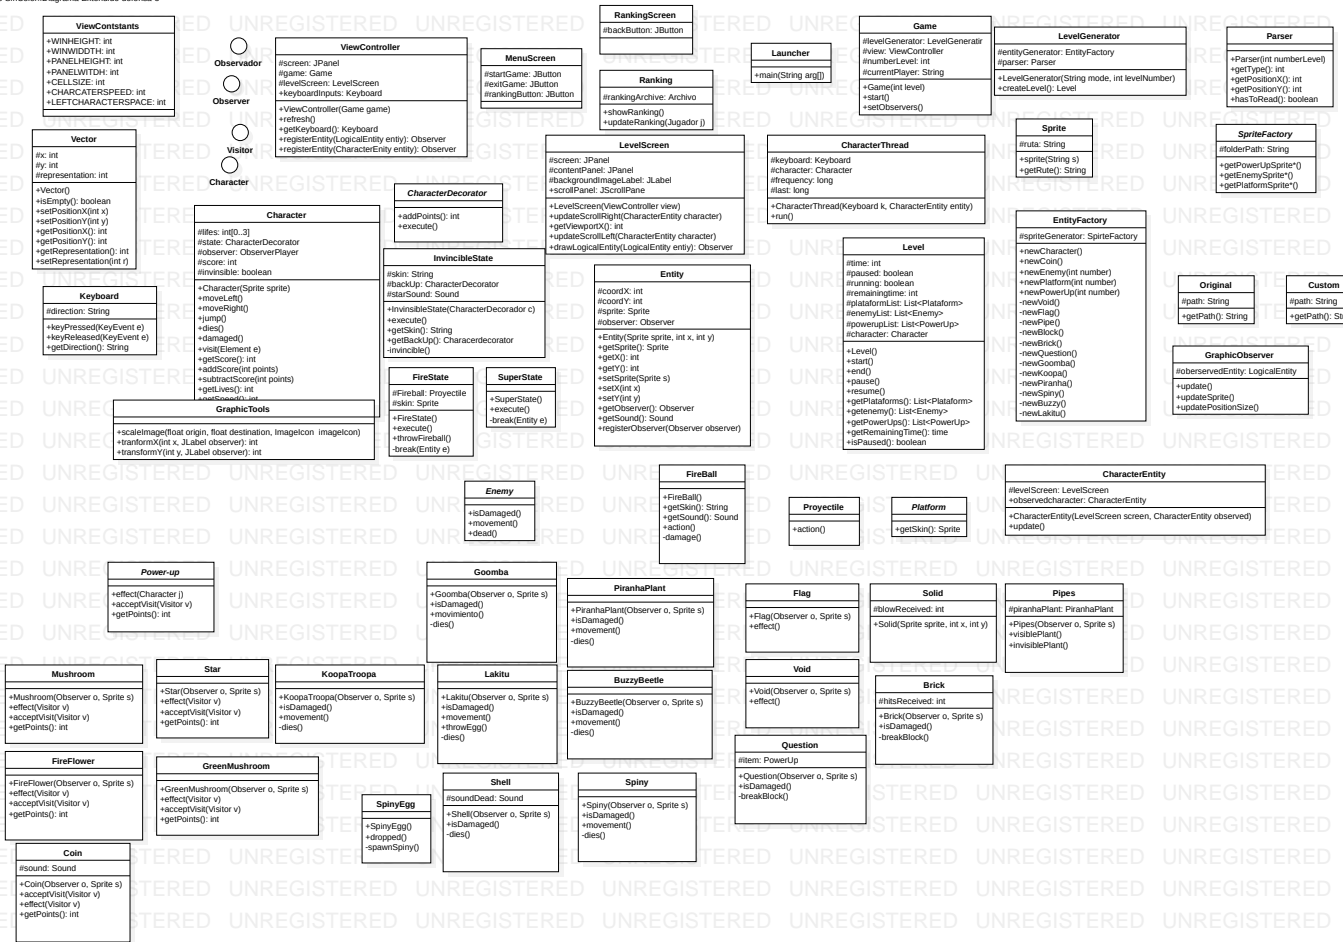 ViewContstants
+WINHEIGHT: int
+WINWIDDTH: int
+PANELHEIGHT: int
+PANELWITDH: int
+CELLSIZE: int
+CHARCATERSPEED: int
+LEFTCHARACTERSPACE: int
Observador
Observer
Visitor
Character
ViewController
#screen: JPanel
#game: Game
#levelScreen: LevelScreen
#keyboardInputs: Keyboard
+ViewController(Game game)
+refresh()
+getKeyboard(): Keyboard
+registerEntity(LogicalEntity entiy): Observer
+registerEntity(CharacterEnity entity): Observer
MenuScreen
#startGame: JButton
#exitGame: JButton
#rankingButton: JButton
RankingScreen
#backButton: JButton
Ranking
#rankingArchive: Archivo
+showRanking()
+updateRanking(Jugador j)
Launcher
+main(String arg[])
Game
#levelGenerator: LevelGeneratir
#view: ViewController
#numberLevel: int
#currentPlayer: String
+Game(int level)
+start()
+setObservers()
LevelGenerator
#entityGenerator: EntityFactory
#parser: Parser
+LevelGenerator(String mode, int levelNumber)
+createLevel(): Level
Parser
+Parser(int numberLevel)
+getType(): int
+getPositionX(): int
+getPositionY(): int
+hasToRead(): boolean
Vector
#x: int
#y: int
#representation: int
+Vector()
+isEmpty(): boolean
+setPositionX(int x)
+setPositionY(int y)
+getPositionX(): int
+getPositionY(): int
+getRepresentation(): int
+setRepresentation(int r)
Keyboard
#direction: String
+keyPressed(KeyEvent e)
+keyReleased(KeyEvent e)
+getDirection(): String
Character
#lifes: int[0..3]
#state: CharacterDecorator
#observer: ObserverPlayer
#score: int
#invinsible: boolean
+Character(Sprite sprite)
+moveLeft()
+moveRight()
+jump()
+dies()
+damaged()
+visit(Element e)
+getScore(): int
+addScore(int points)
+subtractScore(int points)
+getLives(): int
GraphicTools
+scaleImage(float origin, float destination, ImageIcon imageIcon)
+tranformX(int x, JLabel observer): int
+transformY(int y, JLabel observer): int
CharacterDecorator
+addPoints(): int
+execute()
InvincibleState
#skin: String
#backUp: CharacterDecorator
#starSound: Sound
+InvinsibleState(CharacterDecorador c)
+execute()
+getSkin(): String
+getBackUp(): Characerdecorator
-invincible()
FireState
#Fireball: Proyectile
#skin: Sprite
+FireState()
+execute()
+throwFireball()
-break(Entity e)
SuperState
+SuperState()
+execute()
-break(Entity e)
LevelScreen
#screen: JPanel
#contentPanel: JPanel
#backgroundImageLabel: JLabel
#scrollPanel: JScrollPane
+LevelScreen(ViewController view)
+updateScrollRight(CharacterEntity character)
+getViewportX(): int
+updateScrollLeft(CharacterEntity character)
+drawLogicalEntity(LogicalEntity entiy): Observer
Entity
#coordX: int
#coordY: int
#sprite: Sprite
#observer: Observer
+Entity(Sprite sprite, int x, int y)
+getSprite(): Sprite
+getX(): int
+getY(): int
+setSprite(Sprite s)
+setX(int x)
+setY(int y)
+getObserver(): Observer
+getSound(): Sound
+registerObserver(Observer observer)
CharacterThread
#keyboard: Keyboard
#character: Character
#frequency: long
#last: long
+CharacterThread(Keyboard k, CharacterEntity entity)
+run()
Level
#time: int
#paused: boolean
#running: boolean
#remainingtime: int
#plataformsList: List<Plataform>
#enemyList: List<Enemy>
#powerupList: List<PowerUp>
#character: Character
+Level()
+start()
+end()
+pause()
+resume()
+getPlataforms(): List<Plataform>
+getenemy(): List<Enemy>
+getPowerUps(): List<PowerUp>
+getRemainingTime(): time
+isPaused(): boolean
Sprite
#ruta: String
+sprite(String s)
+getRute(): String
SpriteFactory
#folderPath: String
+getPowerUpSprite*()
+getEnemySprite*()
+getPlatformSprite*()
EntityFactory
#spriteGenerator: SpirteFactory
+newCharacter()
+newCoin()
+newEnemy(int number)
+newPlatform(int number)
+newPowerUp(int number)
-newVoid()
-newFlag()
-newPipe()
-newBlock()
-newBrick()
-newQuestion()
-newGoomba()
-newKoopa()
-newPiranha()
-newSpiny()
-newBuzzy()
-newLakitu()
Original
#path: String
+getPath(): String
Custom
#path: String
+getPath():
GraphicObserver
#oberservedEntity: LogicalEntity
+update()
+updateSprite()
+updatePositionSize()
Enemy
+isDamaged()
+movement()
+dead()
FireBall
+FireBall()
+getSkin(): String
+getSound(): Sound
+action()
-damage()
Proyectile
+action()
Platform
+getSkin(): Sprite
CharacterEntity
#levelScreen: LevelScreen
+observedcharacter: CharacterEntity
+CharacterEntity(LevelScreen screen, CharacterEntity observed)
+update()
Power-up
+effect(Character j)
+acceptVisit(Visitor v)
+getPoints(): int
Goomba
+Goomba(Observer o, Sprite s)
+isDamaged()
+movimiento()
-dies()
PiranhaPlant
+PiranhaPlant(Observer o, Sprite s)
+isDamaged()
+movement()
-dies()
Flag
+Flag(Observer o, Sprite s)
+effect()
Solid
#blowReceived: int
+Solid(Sprite sprite, int x, int y)
Pipes
#piranhaPlant: PiranhaPlant
+Pipes(Observer o, Sprite s)
+visiblePlant()
+invisiblePlant()
Mushroom
+Mushroom(Observer o, Sprite s)
+effect(Visitor v)
+acceptVisit(Visitor v)
+getPoints(): int
Star
+Star(Observer o, Sprite s)
+effect(Visitor v)
+acceptVisit(Visitor v)
+getPoints(): int
KoopaTroopa
+KoopaTroopa(Observer o, Sprite s)
+isDamaged()
+movement()
-dies()
Lakitu
+Lakitu(Observer o, Sprite s)
+isDamaged()
+movement()
+throwEgg()
-dies()
BuzzyBeetle
+BuzzyBeetle(Observer o, Sprite s)
+isDamaged()
+movement()
-dies()
Void
+Void(Observer o, Sprite s)
+effect()
Brick
#hitsReceived: int
+Brick(Observer o, Sprite s)
+isDamaged()
-breakBlock()
Question
#item: PowerUp
+Question(Observer o, Sprite s)
+isDamaged()
-breakBlock()
FireFlower
+FireFlower(Observer o, Sprite s)
+effect(Visitor v)
+acceptVisit(Visitor v)
+getPoints(): int
GreenMushroom
+GreenMushroom(Observer o, Sprite s)
+effect(Visitor v)
+acceptVisit(Visitor v)
+getPoints(): int
SpinyEgg
+SpinyEgg()
+dropped()
-spawnSpiny()
Shell
#soundDead: Sound
+Shell(Observer o, Sprite s)
+isDamaged()
-dies()
Spiny
+Spiny(Observer o, Sprite s)
+isDamaged()
+movement()
-dies()
Coin
#sound: Sound
+Coin(Observer o, Sprite s)
+acceptVisit(Visitor v)
+effect(Visitor v)
+getPoints(): int
UNREGISTERED